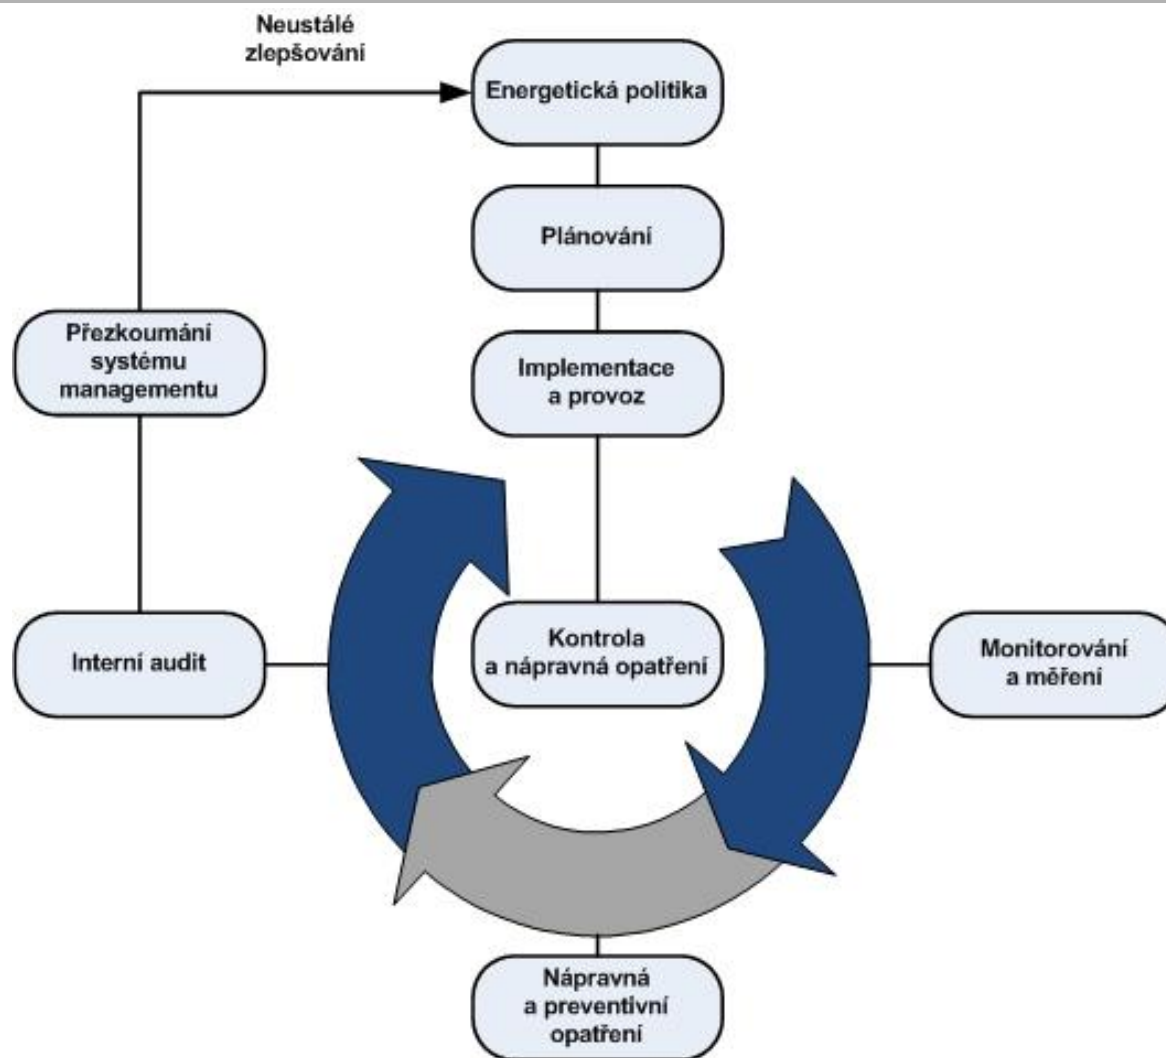 Neustálé
zlepšování
Energetická politika
Plánování
Přezkoumání
systému
managementu
Implementace
a provoz
Interní audit
Kontrola
a nápravná opatření
Monitorování
a měření
Nápravná
a preventivní
opatření